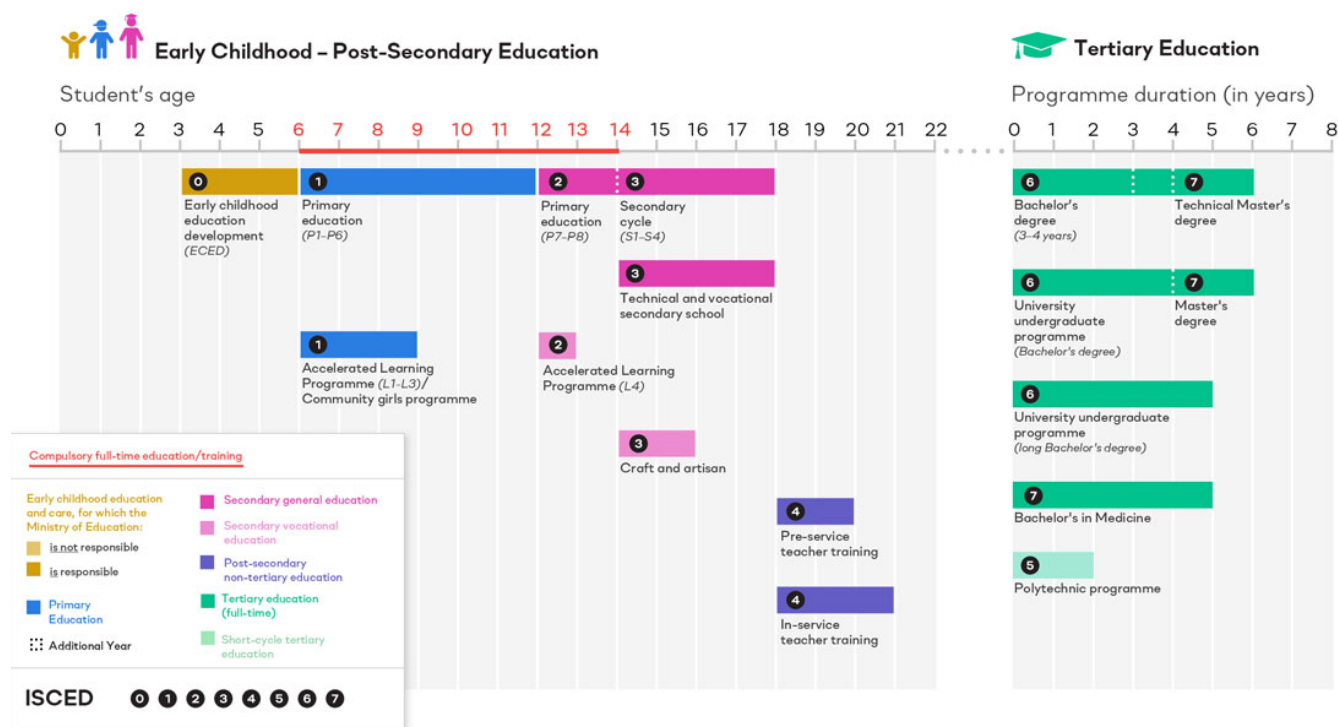 Early Childhood – Post-Secondary Education
Student's age
0 1 2 3 4 5 6 7 8 9 10 11 12 13 14 15 16 17 18 19 20 21 22
0
Early childhood
education
development
(ECED)
1
Primary
education
(P1–P6)
2
Primary
education
(P7–P8)
3
Secondary
cycle
(S1–S4)
3
Technical and vocational
secondary school
1
Accelerated Learning
Programme (L1-L3)/
Community girls programme
2
Accelerated Learning
Programme (L4)
3
Craft and artisan
4
Pre-service
teacher training
4
In-service
teacher training
Tertiary Education
Programme duration (in years)
0 1 2 3 4 5 6 7 8
6
Bachelor's
degree
(3–4 years)
7
Technical Master's
degree
6
University
undergraduate
programme
(Bachelor's degree)
7
Master's
degree
6
University undergraduate
programme
(long Bachelor's degree)
7
Bachelor's in Medicine
5
Polytechnic programme
Compulsory full-time education/training
Early childhood education
and care, for which the
Ministry of Education:
is not responsible
is responsible
Primary
Education
Additional Year
Secondary general education
Secondary vocational
education
Post-secondary
non-tertiary education
Tertiary education
(full-time)
Short-cycle tertiary
education
ISCED 0 1 2 3 4 5 6 7